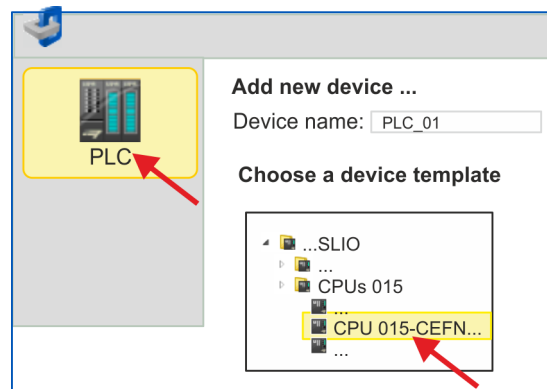 PLC
Add new device ...
Device name: PLC_01
Choose a device template
...SLIO
...
CPUs 015
...
CPU 015-CEFN...
...